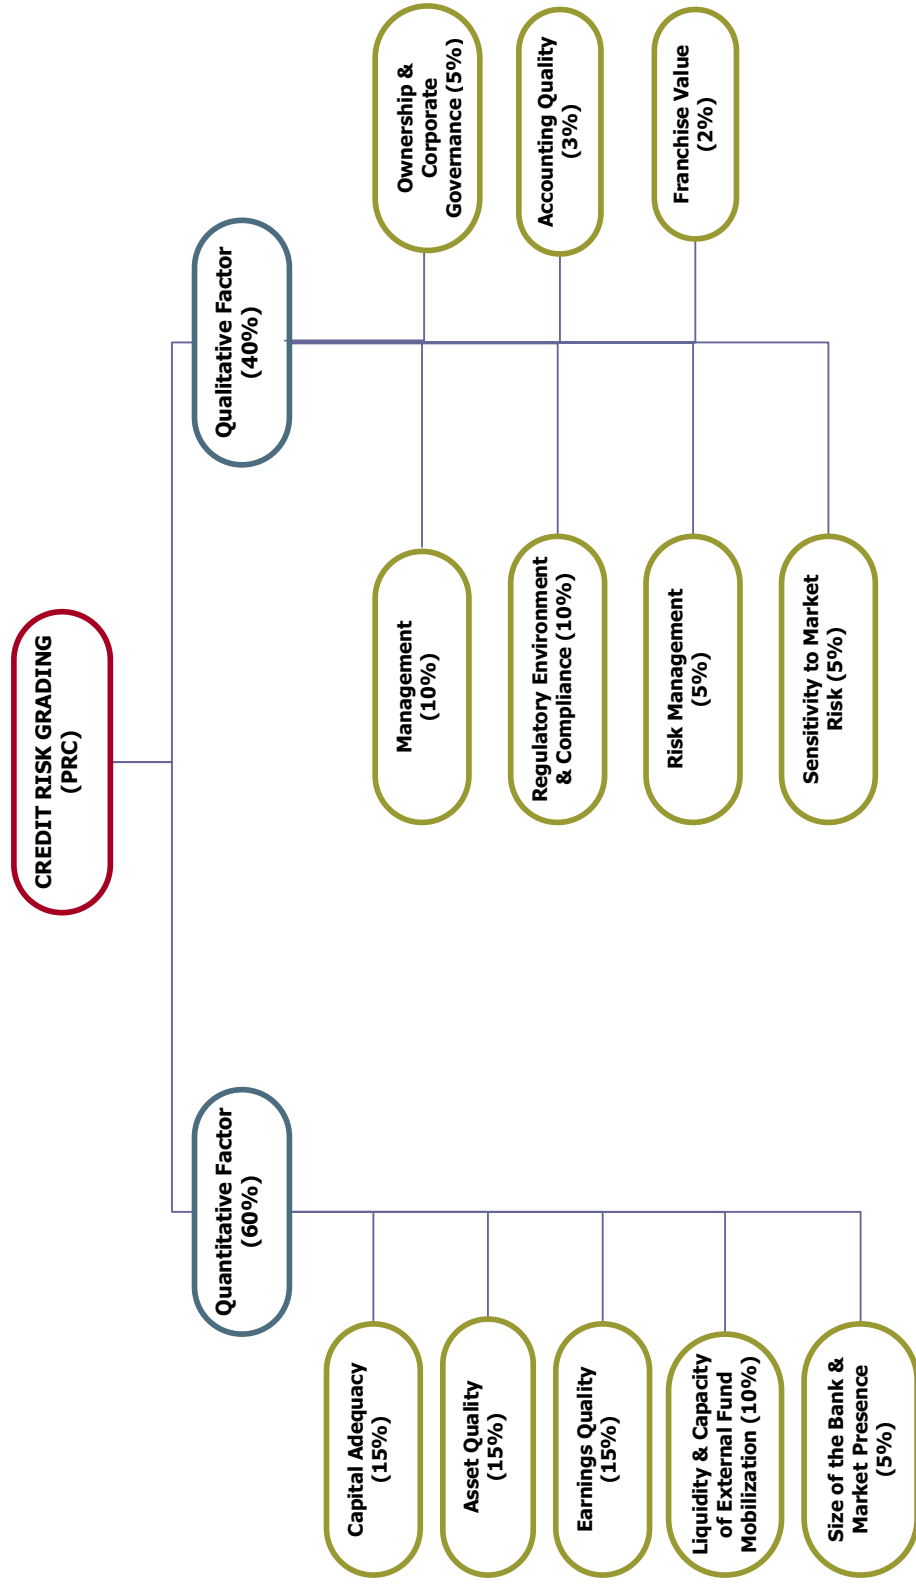 CREDIT RISK GRADING
(PRC)
Quantitative Factor
(60%)
Qualitative Factor
(40%)
Capital Adequacy
(15%)
Asset Quality
(15%)
Earnings Quality
(15%)
Liquidity & Capacity
of External Fund
Mobilization (10%)
Size of the Bank &
Market Presence
(5%)
Management
(10%)
Regulatory Environment
& Compliance (10%)
Risk Management
(5%)
Sensitivity to Market
Risk (5%)
Ownership &
Corporate
Governance (5%)
Accounting Quality
(3%)
Franchise Value
(2%)